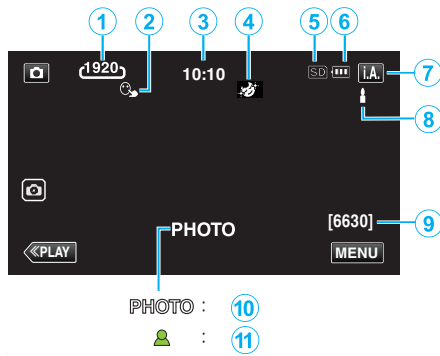 1 2 3 4 5 6
1920 10:10 SD i.A. 7
8
PHOTO [6630] 9
≪PLAY MENU
PHOTO : 10
: 11